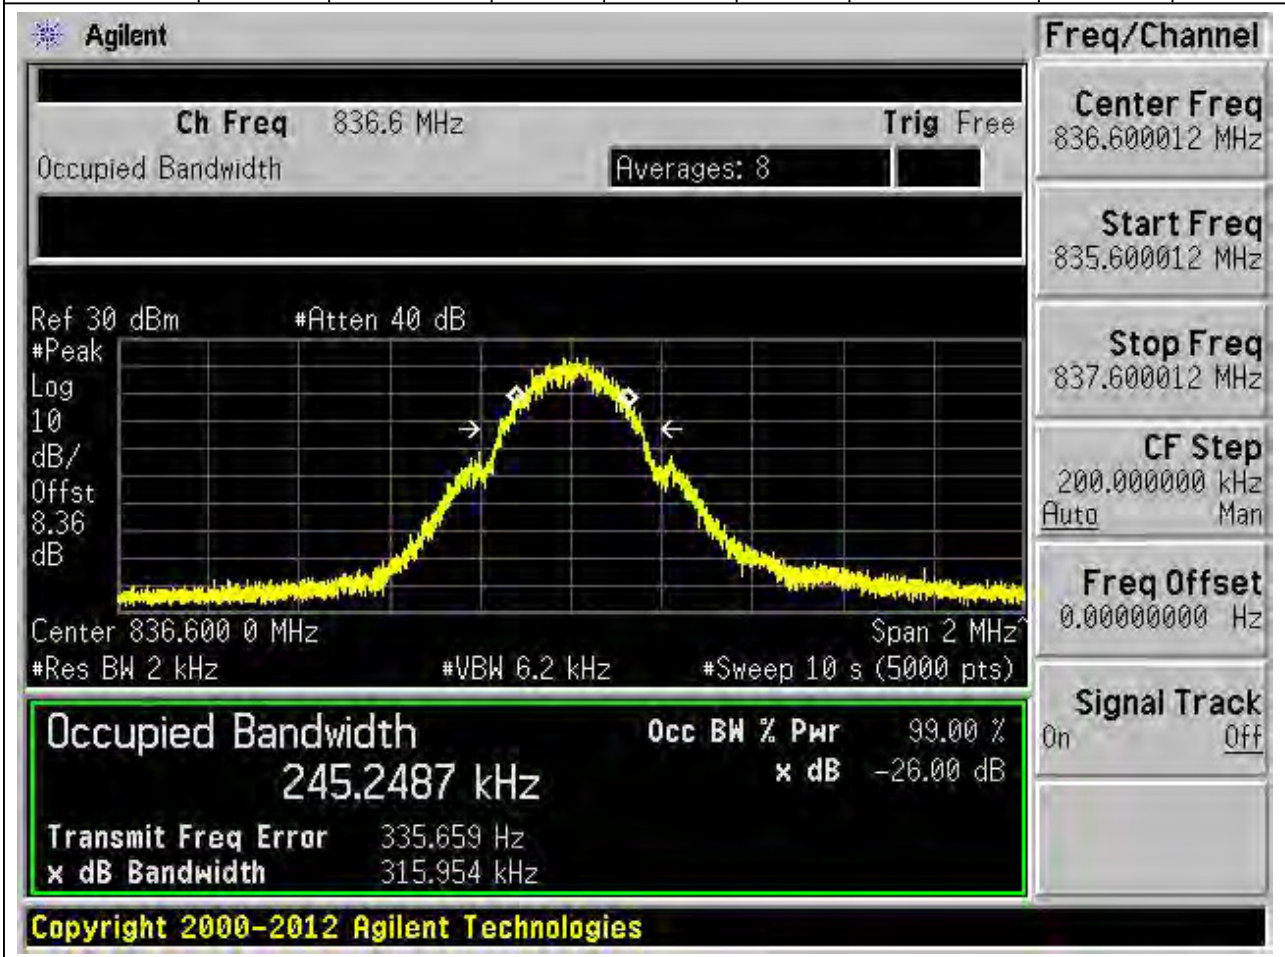 Agilent
Freq/Channel
Ch Freq 836.6 MHz Trig Free
Occupied Bandwidth Averages: 8
Center Freq
836.600012 MHz
Start Freq
835.600012 MHz
Stop Freq
837.600012 MHz
CF Step
200.000000 kHz
Auto Man
Freq Offset
0.00000000 Hz
Signal Track
On Off
Ref 30 dBm #Atten 40 dB
#Peak
Log
10
dB/
Offst
8.36
dB
Center 836.600 0 MHz Span 2 MHz^
#Res BW 2 kHz #VBW 6.2 kHz #Sweep 10 s (5000 pts)
Occupied Bandwidth Occ BW % Pwr 99.00 %
245.2487 kHz x dB -26.00 dB
Transmit Freq Error 335.659 Hz
x dB Bandwidth 315.954 kHz
Copyright 2000-2012 Agilent Technologies